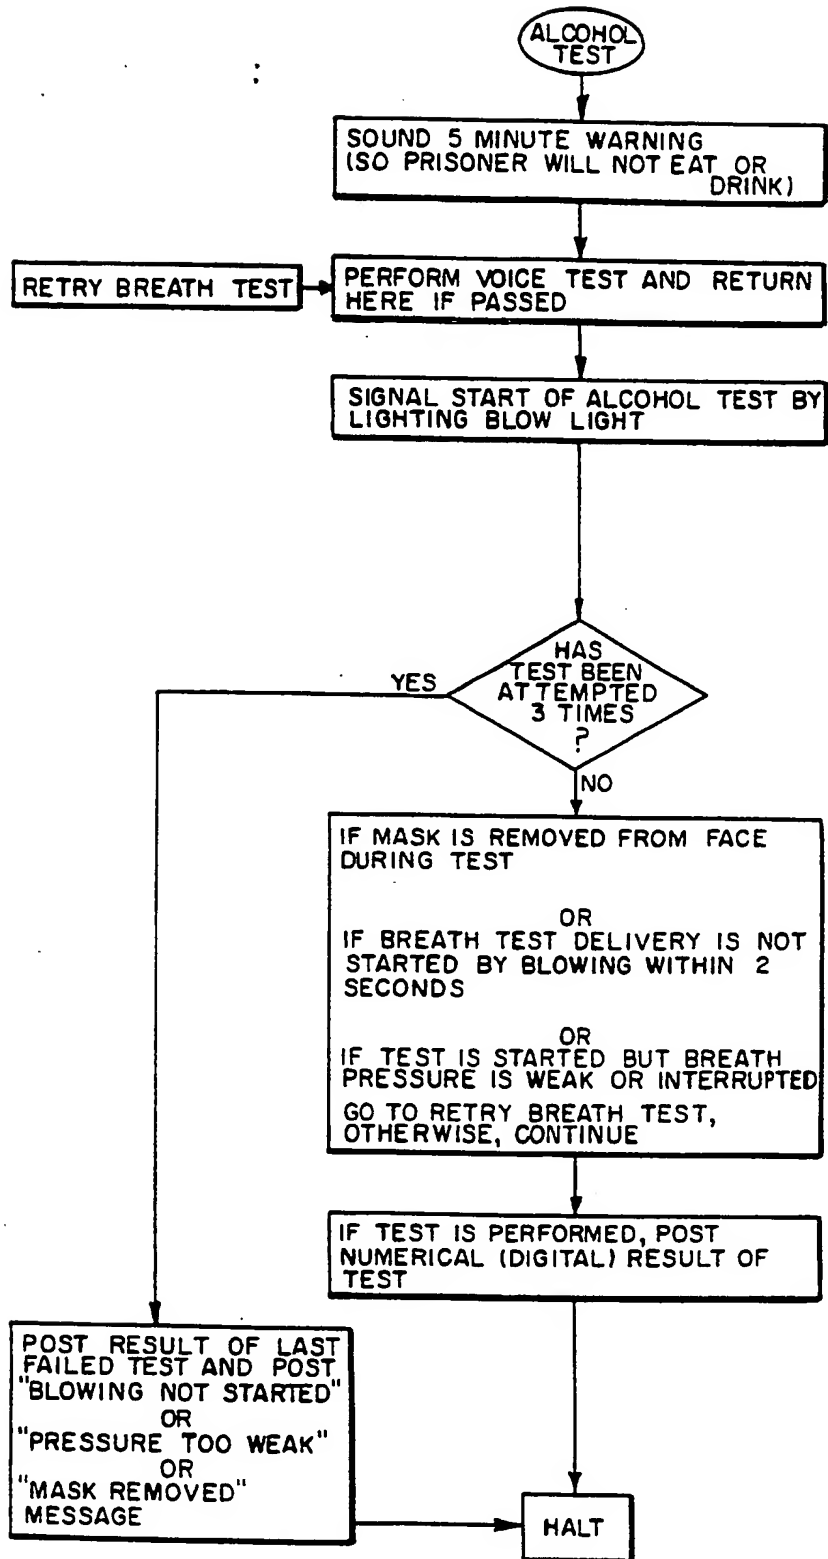 ALCOHOL
TEST
SOUND 5 MINUTE WARNING
(SO PRISONER WILL NOT EAT OR
DRINK)
RETRY BREATH TEST
PERFORM VOICE TEST AND RETURN
HERE IF PASSED
SIGNAL START OF ALCOHOL TEST BY
LIGHTING BLOW LIGHT
HAS
TEST BEEN
ATTEMPTED
3 TIMES
?
YES
NO
IF MASK IS REMOVED FROM FACE
DURING TEST
OR
IF BREATH TEST DELIVERY IS NOT
STARTED BY BLOWING WITHIN 2
SECONDS
OR
IF TEST IS STARTED BUT BREATH
PRESSURE IS WEAK OR INTERRUPTED
GO TO RETRY BREATH TEST,
OTHERWISE, CONTINUE
IF TEST IS PERFORMED, POST
NUMERICAL (DIGITAL) RESULT OF
TEST
POST RESULT OF LAST
FAILED TEST AND POST
"BLOWING NOT STARTED"
OR
"PRESSURE TOO WEAK"
OR
"MASK REMOVED"
MESSAGE
HALT